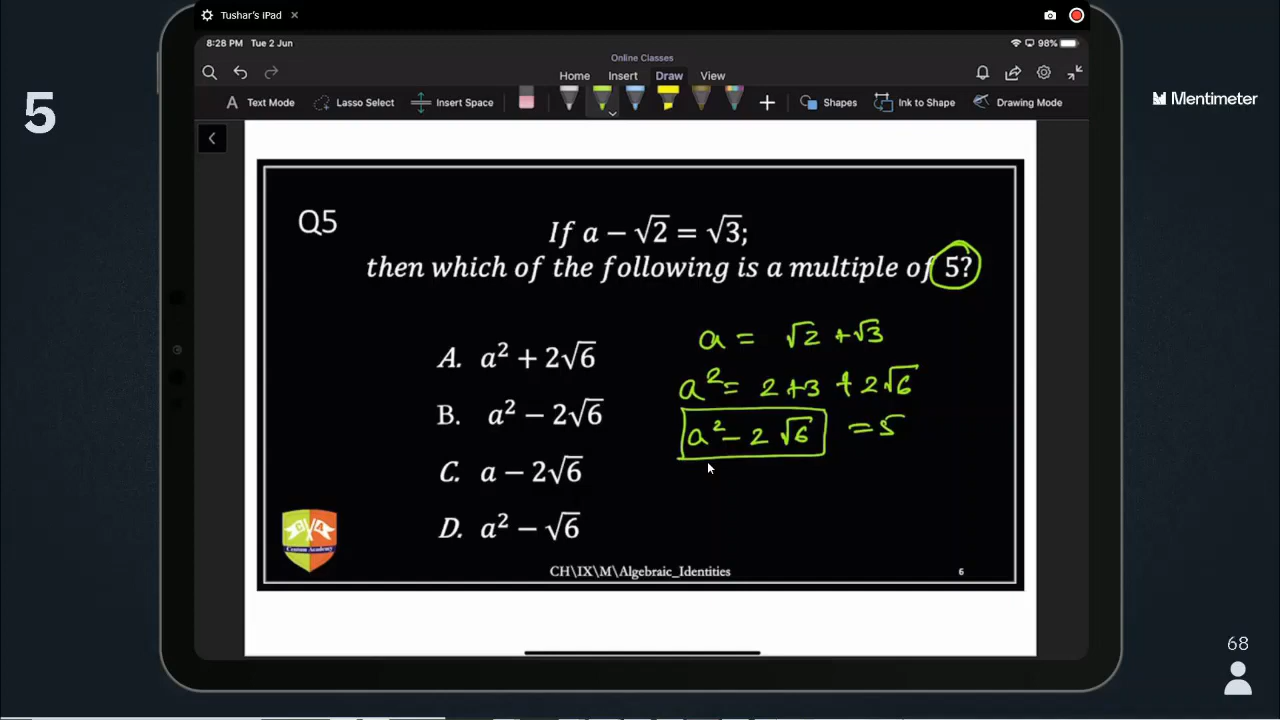 Tushar's iPad ×
8:28 PM Tue 2 Jun
98%
Online Classes
Home Insert Draw View
Text Mode Lasso Select Insert Space Shapes Ink to Shape Drawing Mode
5
Mentimeter
Q5
If a − √2 = √3;
then which of the following is a multiple of 5?
A. a² + 2√6
B. a² − 2√6
C. a − 2√6
D. a² − √6
a = √2 + √3
a² = 2 + 3 + 2√6
a² − 2√6 = 5
Centum Academy
CH\IX\M\Algebraic_Identities
6
68